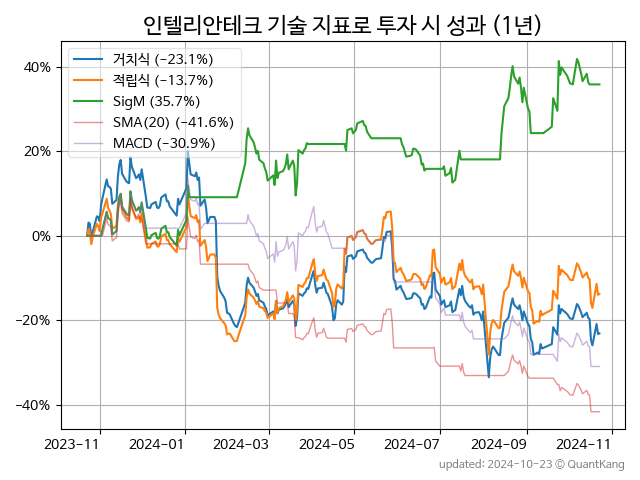 인텔리안테크 기술 지표로 투자 시 성과 (1년)
거치식 (−23.1%)
적립식 (−13.7%)
SigM (35.7%)
SMA(20) (−41.6%)
MACD (−30.9%)
40%
20%
0%
−20%
−40%
2023-11 2024-01 2024-03 2024-05 2024-07 2024-09 2024-11
updated: 2024-10-23 © QuantKang